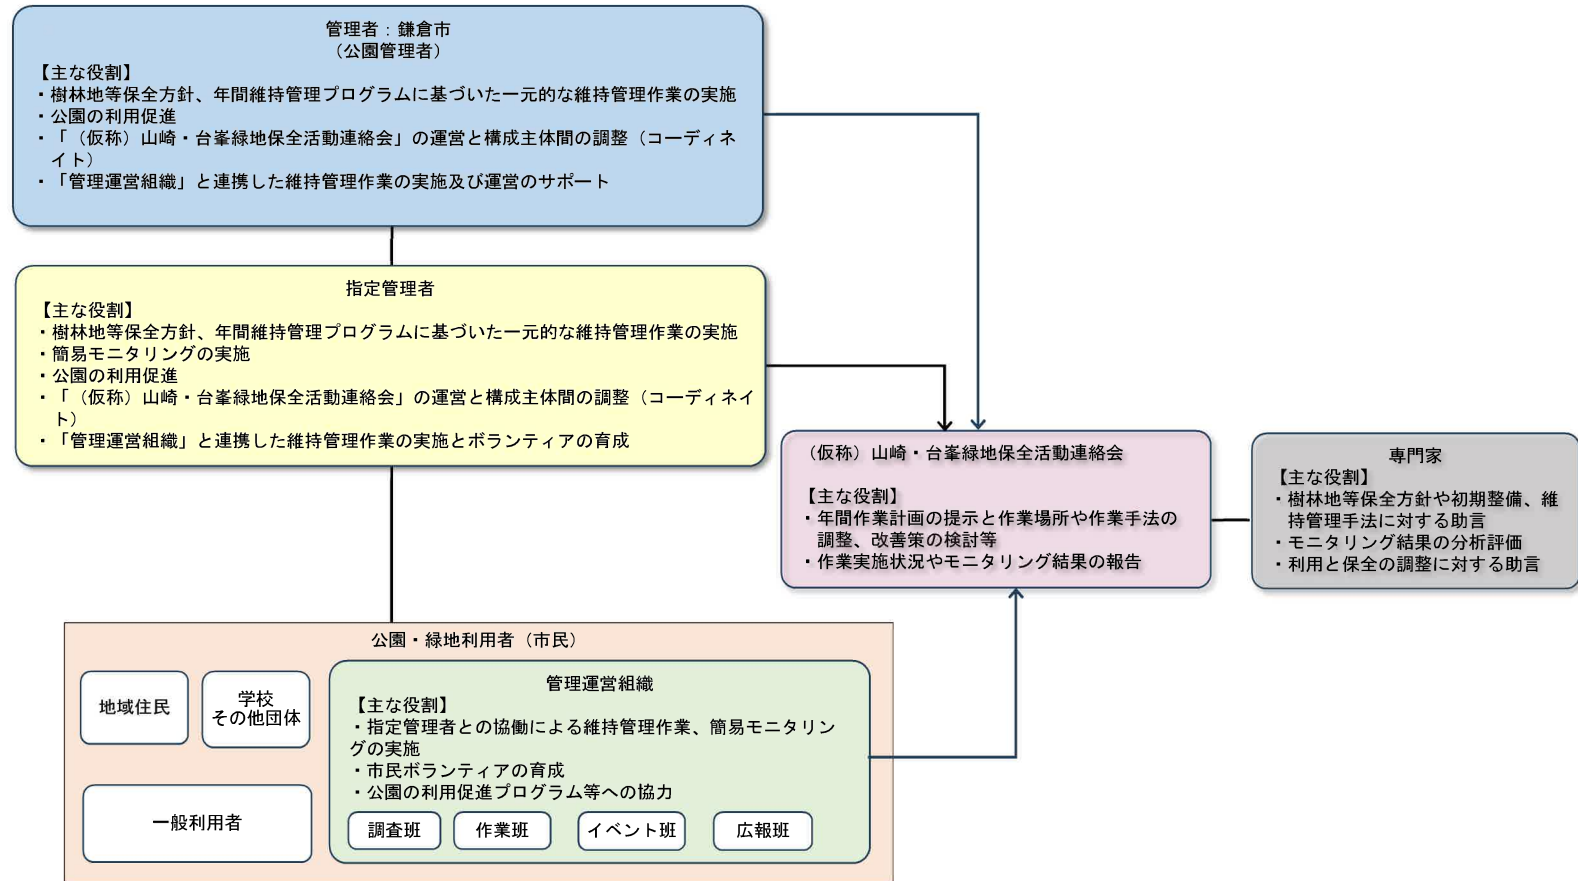 管理者：鎌倉市
（公園管理者）
【主な役割】
・樹林地等保全方針、年間維持管理プログラムに基づいた一元的な維持管理作業の実施
・公園の利用促進
・「（仮称）山崎・台峯緑地保全活動連絡会」の運営と構成主体間の調整（コーディネ
イト）
・「管理運営組織」と連携した維持管理作業の実施及び運営のサポート
指定管理者
【主な役割】
・樹林地等保全方針、年間維持管理プログラムに基づいた一元的な維持管理作業の実施
・簡易モニタリングの実施
・公園の利用促進
・「（仮称）山崎・台峯緑地保全活動連絡会」の運営と構成主体間の調整（コーディネイ
ト）
・「管理運営組織」と連携した維持管理作業の実施とボランティアの育成
（仮称）山崎・台峯緑地保全活動連絡会
【主な役割】
・年間作業計画の提示と作業場所や作業手法の
調整、改善策の検討等
・作業実施状況やモニタリング結果の報告
専門家
【主な役割】
・樹林地等保全方針や初期整備、維
持管理手法に対する助言
・モニタリング結果の分析評価
・利用と保全の調整に対する助言
公園・緑地利用者（市民）
地域住民
学校
その他団体
一般利用者
管理運営組織
【主な役割】
・指定管理者との協働による維持管理作業、簡易モニタリン
グの実施
・市民ボランティアの育成
・公園の利用促進プログラム等への協力
調査班
作業班
イベント班
広報班